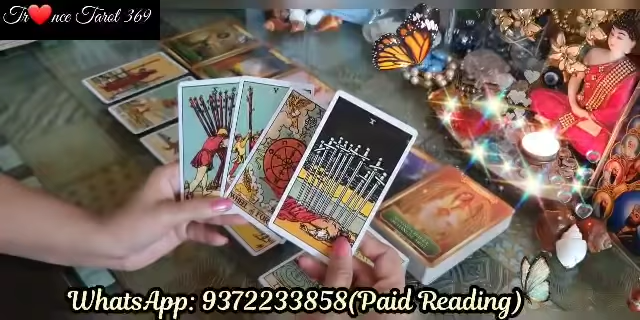 Tr❤nce Tarot 369
V
X
WhatsApp: 9372233858(Paid Reading)